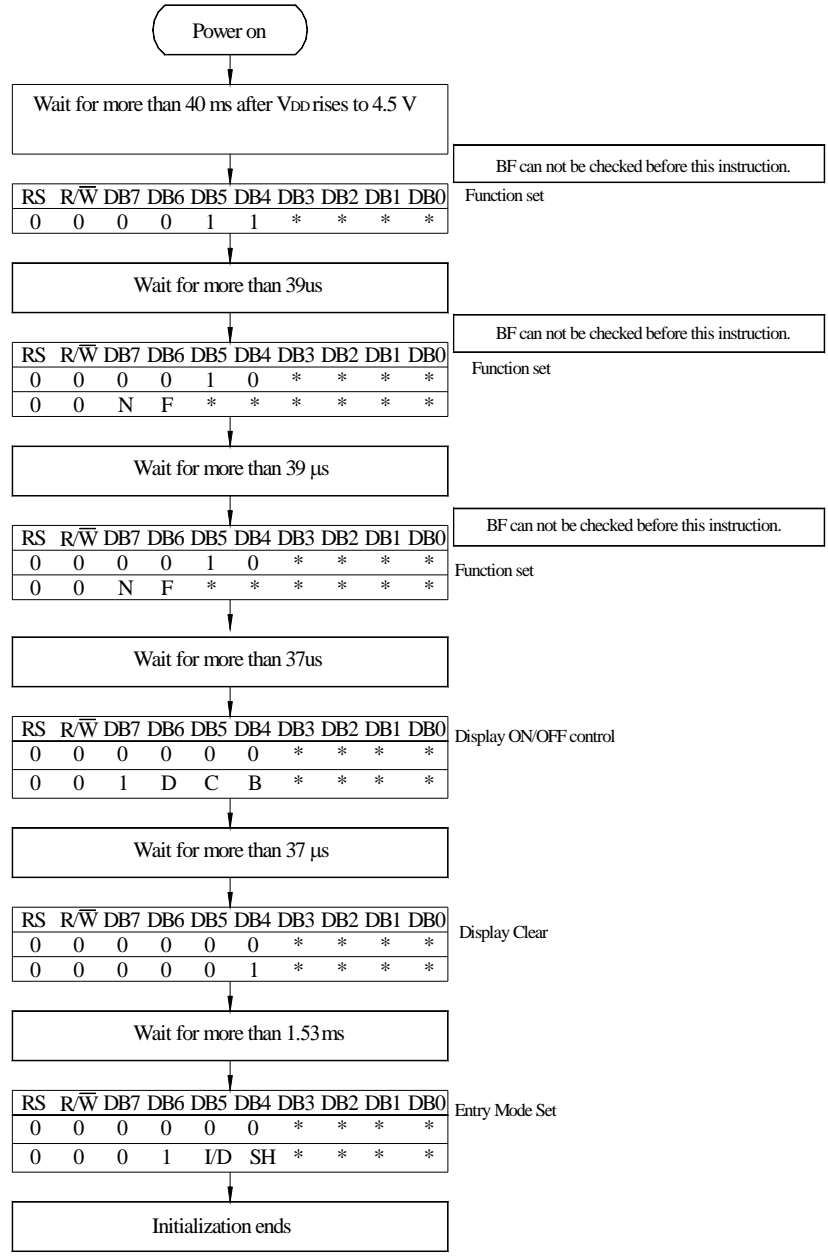 Power on
Wait for more than 40 ms after VDD rises to 4.5 V
BF can not be checked before this instruction.
RS R/W̅ DB7 DB6 DB5 DB4 DB3 DB2 DB1 DB0
Function set
0 0 0 0 1 1 * * * *
Wait for more than 39us
BF can not be checked before this instruction.
RS R/W̅ DB7 DB6 DB5 DB4 DB3 DB2 DB1 DB0
Function set
0 0 0 0 1 0 * * * *
0 0 N F * * * * * *
Wait for more than 39 μs
BF can not be checked before this instruction.
RS R/W̅ DB7 DB6 DB5 DB4 DB3 DB2 DB1 DB0
0 0 0 0 1 0 * * * *
Function set
0 0 N F * * * * * *
Wait for more than 37us
RS R/W̅ DB7 DB6 DB5 DB4 DB3 DB2 DB1 DB0
Display ON/OFF control
0 0 0 0 0 0 * * * *
0 0 1 D C B * * * *
Wait for more than 37 μs
RS R/W̅ DB7 DB6 DB5 DB4 DB3 DB2 DB1 DB0
Display Clear
0 0 0 0 0 0 * * * *
0 0 0 0 0 1 * * * *
Wait for more than 1.53ms
RS R/W̅ DB7 DB6 DB5 DB4 DB3 DB2 DB1 DB0
Entry Mode Set
0 0 0 0 0 0 * * * *
0 0 0 1 I/D SH * * * *
Initialization ends